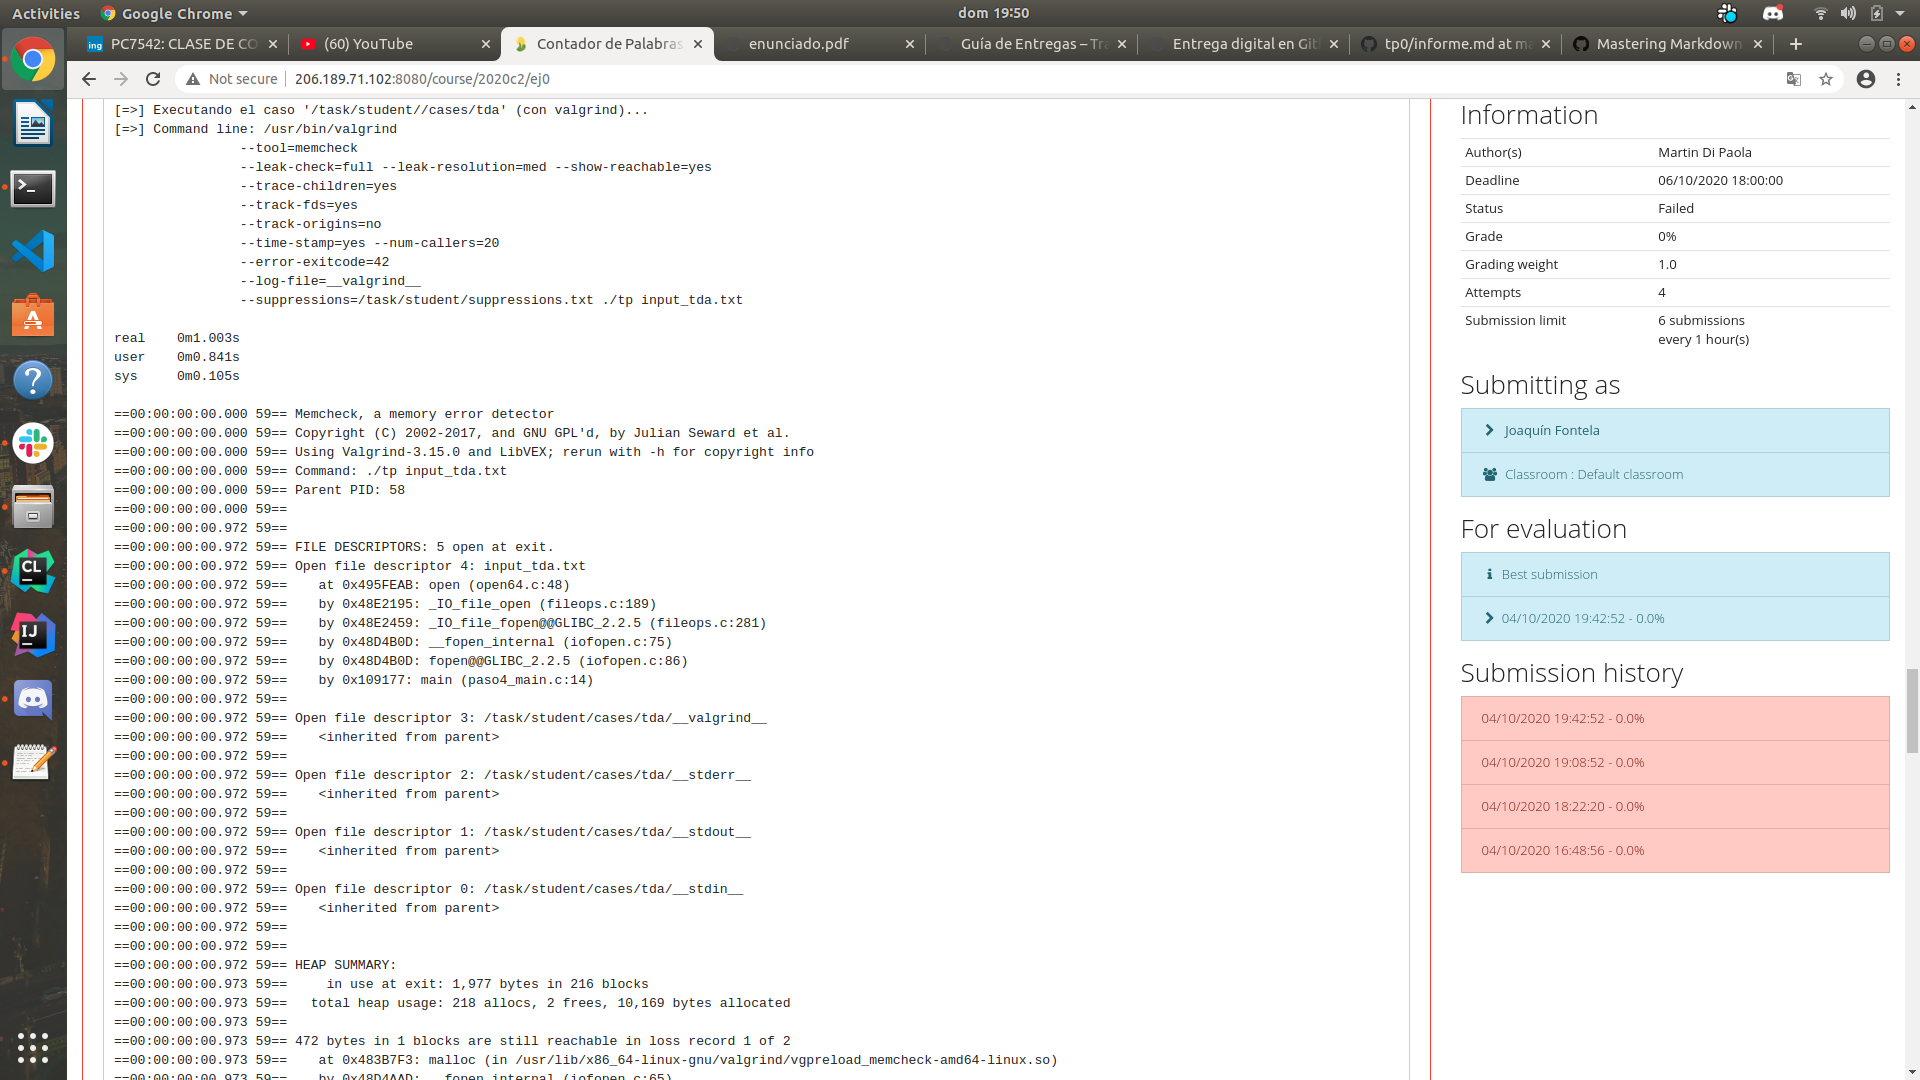 Activities
Google Chrome
dom 19:50
PC7542: CLASE DE CO
(60) YouTube
Contador de Palabras
enunciado.pdf
Guía de Entregas – Tra
Entrega digital en Git
tp0/informe.md at ma
Mastering Markdown
Not secure
206.189.71.102:8080/course/2020c2/ej0
[=>] Executando el caso '/task/student//cases/tda' (con valgrind)...
[=>] Command line: /usr/bin/valgrind
--tool=memcheck
--leak-check=full --leak-resolution=med --show-reachable=yes
--trace-children=yes
--track-fds=yes
--track-origins=no
--time-stamp=yes --num-callers=20
--error-exitcode=42
--log-file=__valgrind__
--suppressions=/task/student/suppressions.txt ./tp input_tda.txt
real 0m1.003s
user 0m0.841s
sys 0m0.105s
==00:00:00:00.000 59== Memcheck, a memory error detector
==00:00:00:00.000 59== Copyright (C) 2002-2017, and GNU GPL'd, by Julian Seward et al.
==00:00:00:00.000 59== Using Valgrind-3.15.0 and LibVEX; rerun with -h for copyright info
==00:00:00:00.000 59== Command: ./tp input_tda.txt
==00:00:00:00.000 59== Parent PID: 58
==00:00:00:00.000 59==
==00:00:00:00.972 59==
==00:00:00:00.972 59== FILE DESCRIPTORS: 5 open at exit.
==00:00:00:00.972 59== Open file descriptor 4: input_tda.txt
==00:00:00:00.972 59== at 0x495FEAB: open (open64.c:48)
==00:00:00:00.972 59== by 0x48E2195: _IO_file_open (fileops.c:189)
==00:00:00:00.972 59== by 0x48E2459: _IO_file_fopen@@GLIBC_2.2.5 (fileops.c:281)
==00:00:00:00.972 59== by 0x48D4B0D: __fopen_internal (iofopen.c:75)
==00:00:00:00.972 59== by 0x48D4B0D: fopen@@GLIBC_2.2.5 (iofopen.c:86)
==00:00:00:00.972 59== by 0x109177: main (paso4_main.c:14)
==00:00:00:00.972 59==
==00:00:00:00.972 59== Open file descriptor 3: /task/student/cases/tda/__valgrind__
==00:00:00:00.972 59== <inherited from parent>
==00:00:00:00.972 59==
==00:00:00:00.972 59== Open file descriptor 2: /task/student/cases/tda/__stderr__
==00:00:00:00.972 59== <inherited from parent>
==00:00:00:00.972 59==
==00:00:00:00.972 59== Open file descriptor 1: /task/student/cases/tda/__stdout__
==00:00:00:00.972 59== <inherited from parent>
==00:00:00:00.972 59==
==00:00:00:00.972 59== Open file descriptor 0: /task/student/cases/tda/__stdin__
==00:00:00:00.972 59== <inherited from parent>
==00:00:00:00.972 59==
==00:00:00:00.972 59==
==00:00:00:00.972 59== HEAP SUMMARY:
==00:00:00:00.973 59== in use at exit: 1,977 bytes in 216 blocks
==00:00:00:00.973 59== total heap usage: 218 allocs, 2 frees, 10,169 bytes allocated
==00:00:00:00.973 59==
==00:00:00:00.973 59== 472 bytes in 1 blocks are still reachable in loss record 1 of 2
==00:00:00:00.973 59== at 0x483B7F3: malloc (in /usr/lib/x86_64-linux-gnu/valgrind/vgpreload_memcheck-amd64-linux.so)
==00:00:00:00.973 59== by 0x48D4AAD: __fopen_internal (iofopen.c:65)
Information
Author(s) Martin Di Paola
Deadline 06/10/2020 18:00:00
Status Failed
Grade 0%
Grading weight 1.0
Attempts 4
Submission limit 6 submissions
every 1 hour(s)
Submitting as
Joaquín Fontela
Classroom : Default classroom
For evaluation
Best submission
04/10/2020 19:42:52 - 0.0%
Submission history
04/10/2020 19:42:52 - 0.0%
04/10/2020 19:08:52 - 0.0%
04/10/2020 18:22:20 - 0.0%
04/10/2020 16:48:56 - 0.0%